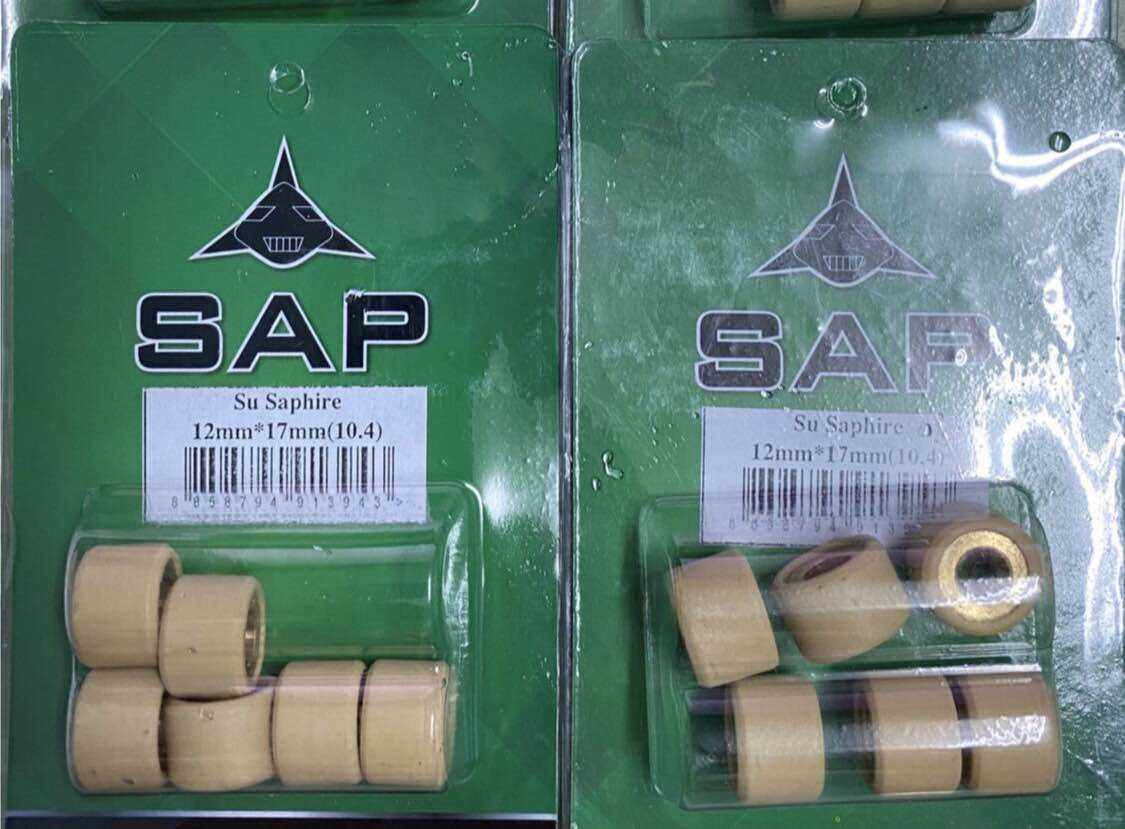 SAP
Su Saphire
12mm*17mm(10.4)
8 858794 913943 >
SAP
Su Saphire
12mm*17mm(10.4)